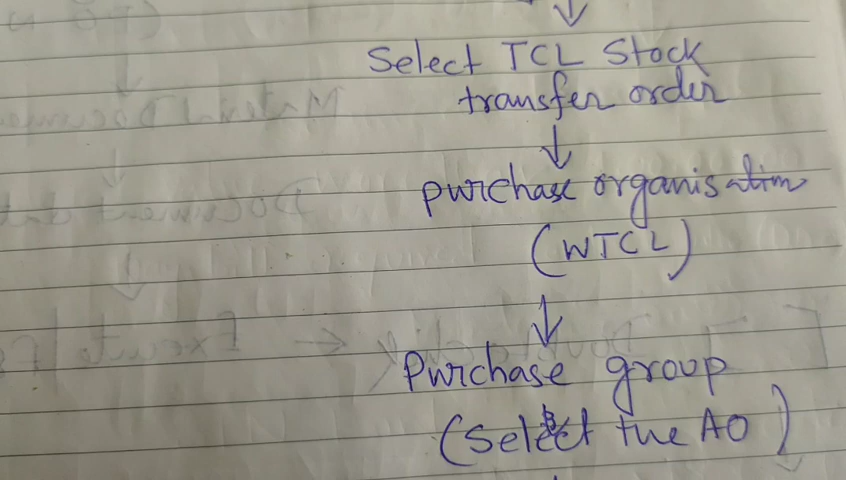 ↓
Select TCL Stock
transfer order
↓
purchase organisation
(WTCL)
↓
Purchase group
(Select the AO)